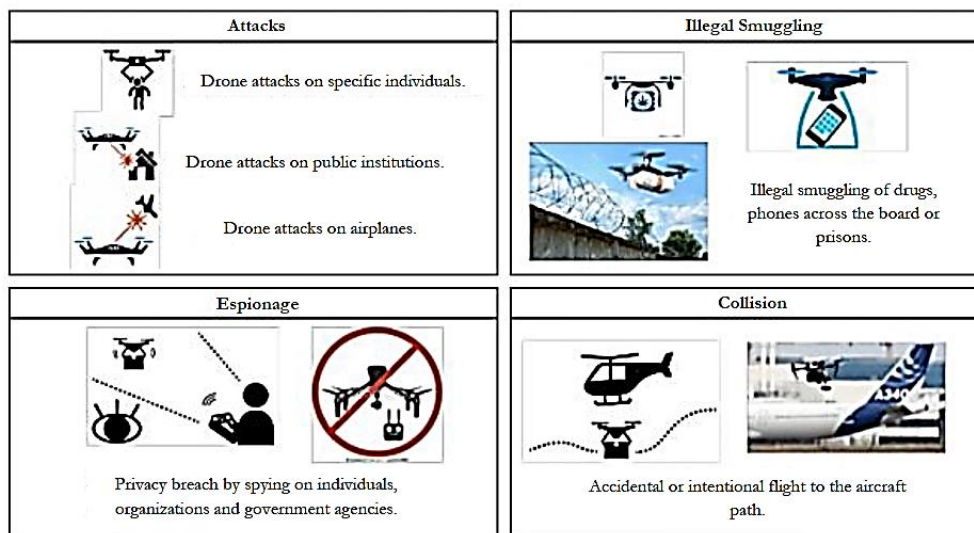 Attacks
Drone attacks on specific individuals.
Drone attacks on public institutions.
Drone attacks on airplanes.
Illegal Smuggling
Illegal smuggling of drugs,
phones across the board or
prisons.
Espionage
Privacy breach by spying on individuals,
organizations and government agencies.
Collision
A340
Accidental or intentional flight to the aircraft
path.